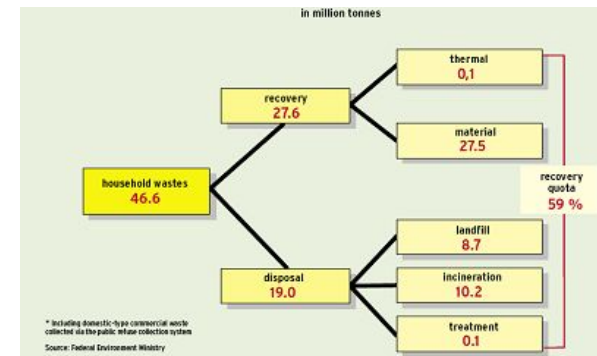 in million tonnes
thermal
0,1
recovery
27.6
material
27.5
household wastes
46.6
recovery
quota
59 %
landfill
8.7
disposal
19.0
incineration
10.2
treatment
0.1
* including domestic-type commercial waste
collected via the public refuse collection system
Source: Federal Environment Ministry